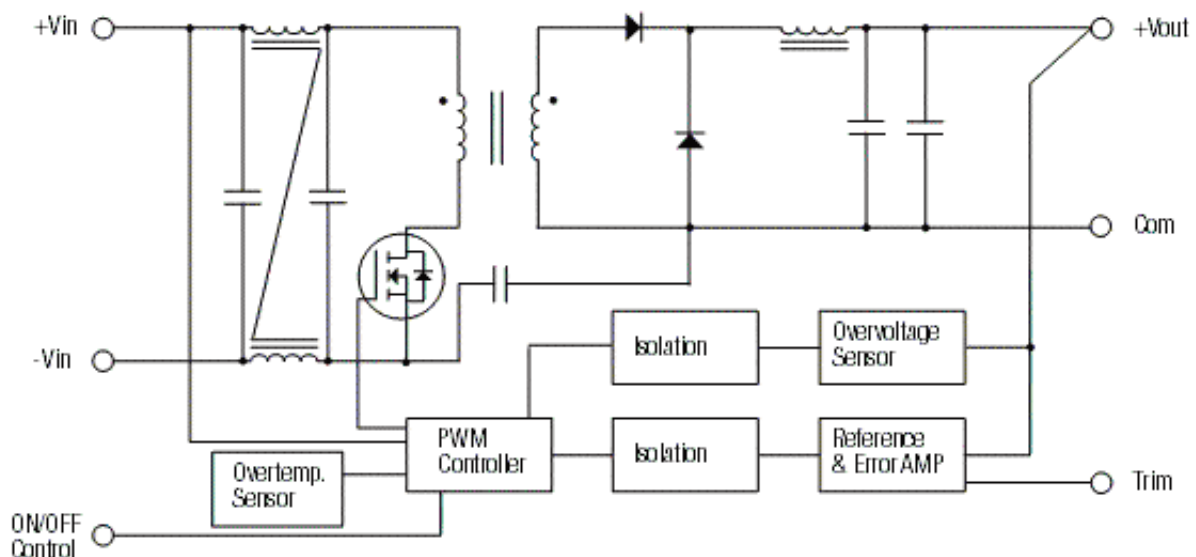 +Vin
+Vout
Com
-Vin
Isolation
Overvoltage
Sensor
PWM
Controller
Isolation
Reference
& Error AMP
Overtemp.
Sensor
Trim
ON/OFF
Control